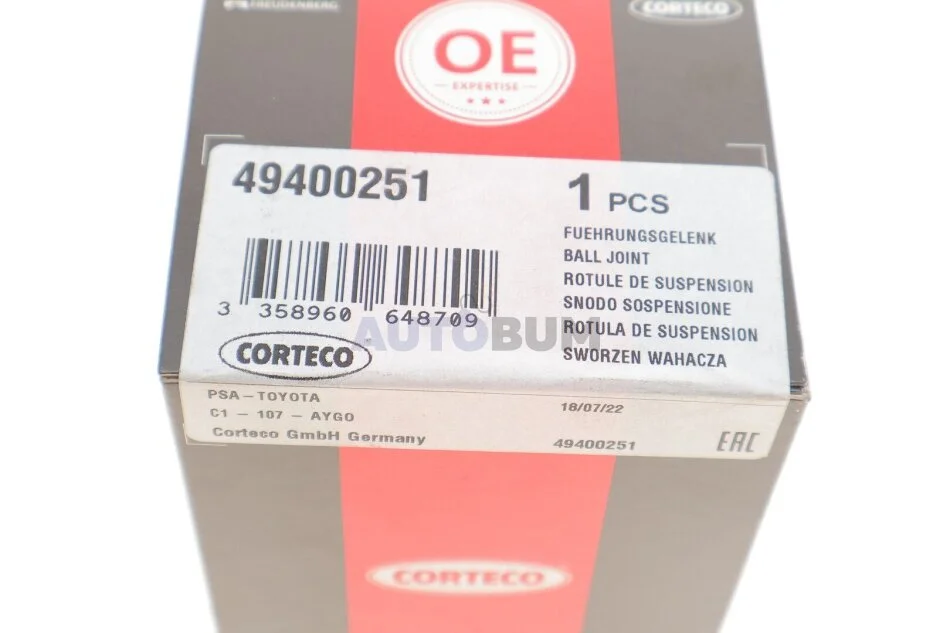 FREUDENBERG
CORTECO
OE
EXPERTISE
49400251
1 PCS
FUEHRUNGSGELENK
BALL JOINT
ROTULE DE SUSPENSION
SNODO SOSPENSIONE
ROTULA DE SUSPENSION
SWORZEN WAHACZA
3 358960 648709
AUTOBUM
CORTECO
PSA-TOYOTA
C1 - 107 - AYGO
Corteco GmbH Germany
18/07/22
49400251
EAC
CORTECO